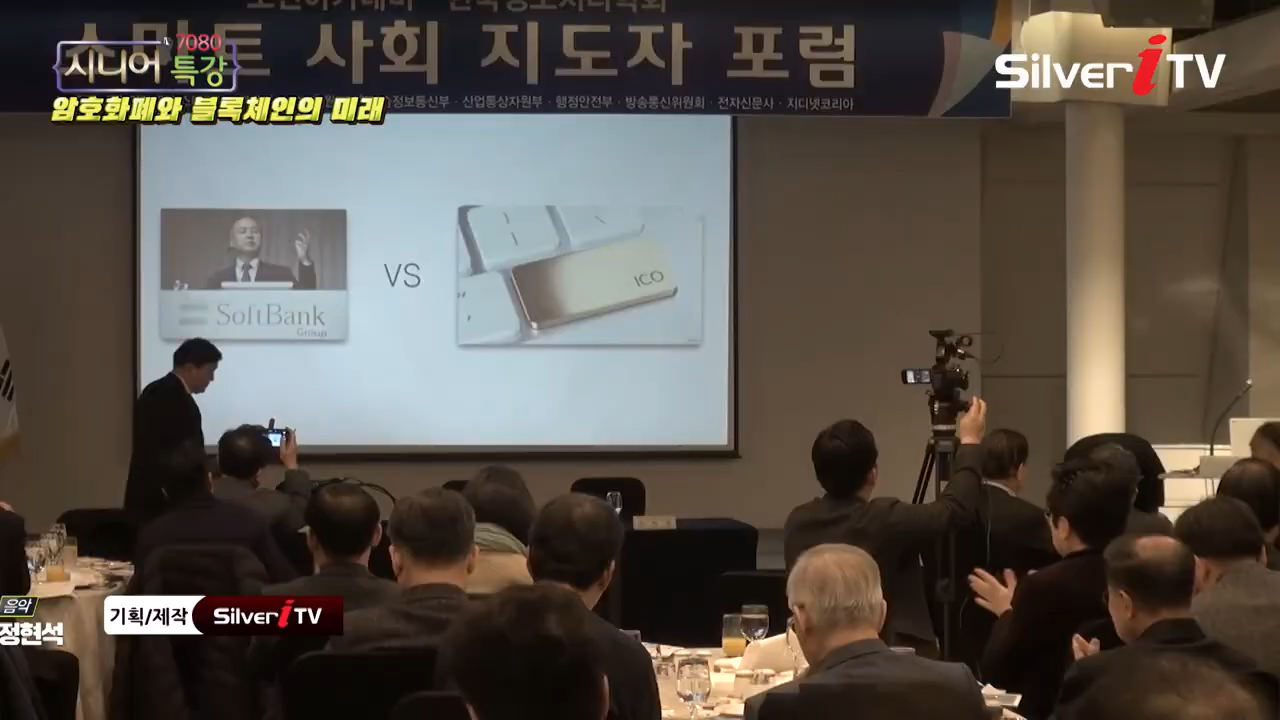 스마트 사회 지도자 포럼
정보통신부 · 산업통상자원부 · 행정안전부 · 방송통신위원회 · 전자신문사 · 지디넷코리아
7080
시니어 특강
암호화폐와 블록체인의 미래
Silver i TV
SoftBank
Group
VS
ICO
음악
정현석
기획/제작
Silver i TV